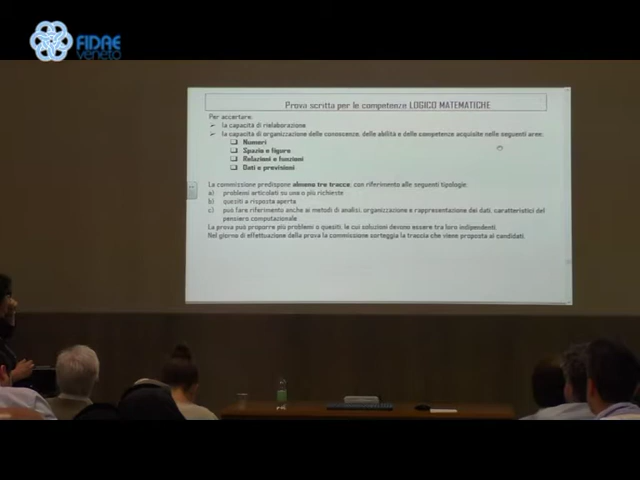 FIDAE
veneto
Prova scritta per le competenze LOGICO MATEMATICHE
Per accertare:
➢ la capacità di rielaborazione
➢ la capacità di organizzazione delle conoscenze, delle abilità e delle competenze acquisite nelle seguenti aree:
❑ Numeri
❑ Spazio e figure
❑ Relazioni e funzioni
❑ Dati e previsioni
La commissione predispone almeno tre tracce, con riferimento alle seguenti tipologie:
a) problemi articolati su una o più richieste
b) quesiti a risposta aperta
c) può fare riferimento anche ai metodi di analisi, organizzazione e rappresentazione dei dati, caratteristici del
pensiero computazionale
La prova può proporre più problemi o quesiti, le cui soluzioni devono essere tra loro indipendenti.
Nel giorno di effettuazione della prova la commissione sorteggia la traccia che viene proposta ai candidati.